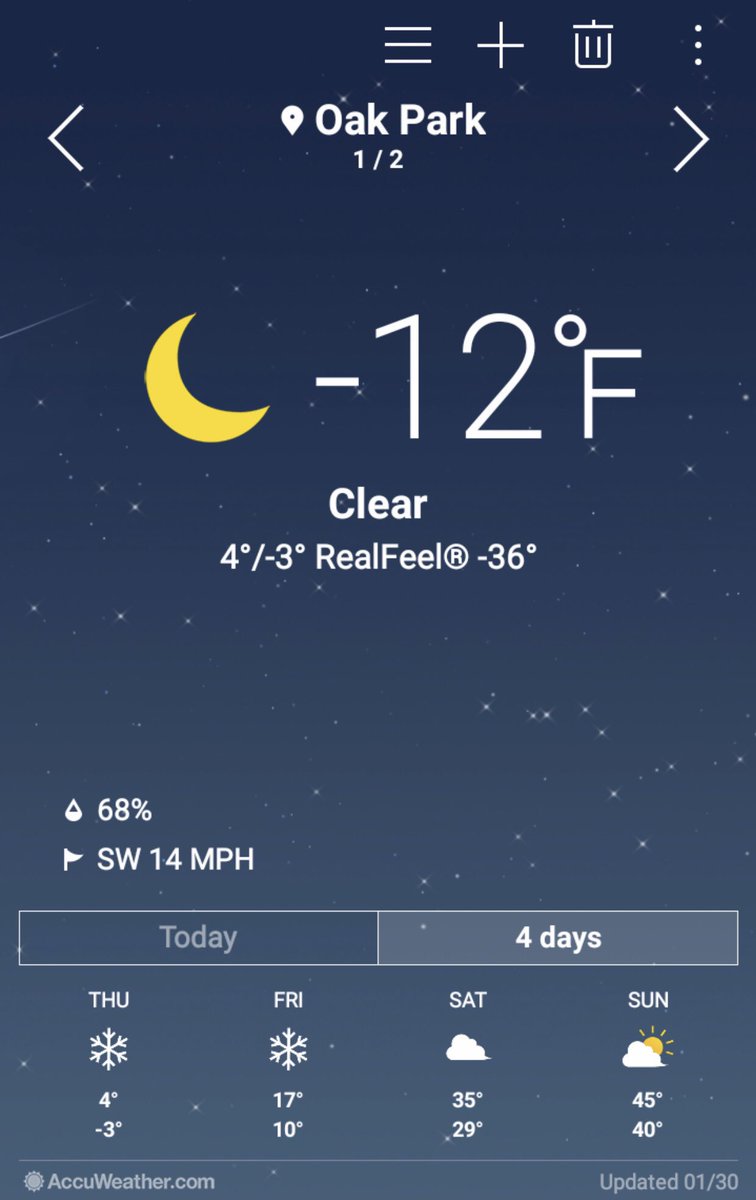 Oak Park
1 / 2
-12°F
Clear
4°/-3° RealFeel® -36°
68%
SW 14 MPH
Today 4 days
THU FRI SAT SUN
4° 17° 35° 45°
-3° 10° 29° 40°
AccuWeather.com Updated 01/30